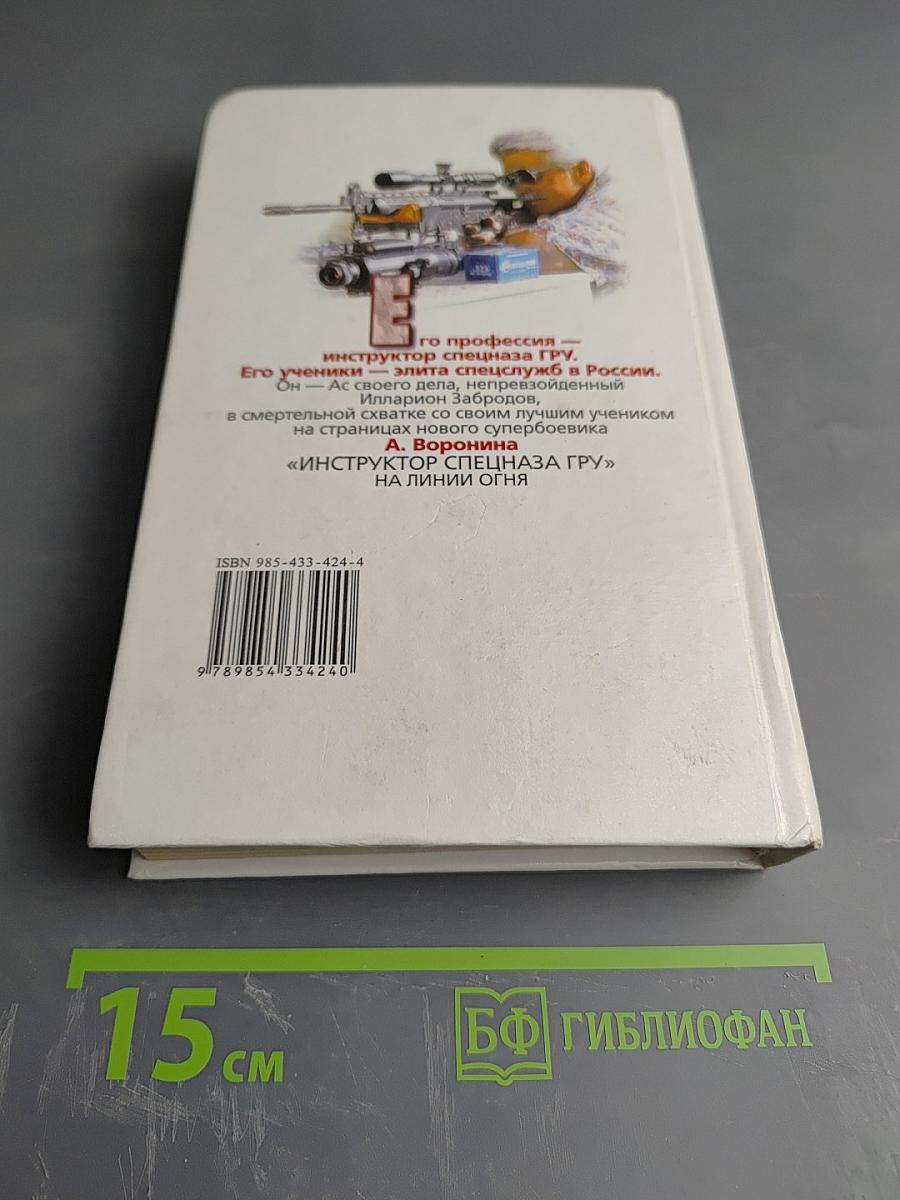 Его профессия —
инструктор спецназа ГРУ.
Его ученики — элита спецслужб в России.
Он — Ас своего дела, непревзойденный
Илларион Забродов,
в смертельной схватке со своим лучшим учеником
на страницах нового супербоевика
А. Воронина
«ИНСТРУКТОР СПЕЦНАЗА ГРУ»
НА ЛИНИИ ОГНЯ
ISBN 985-433-424-4
9 789854 334240
15 см
БФ ГИБЛИОФАН